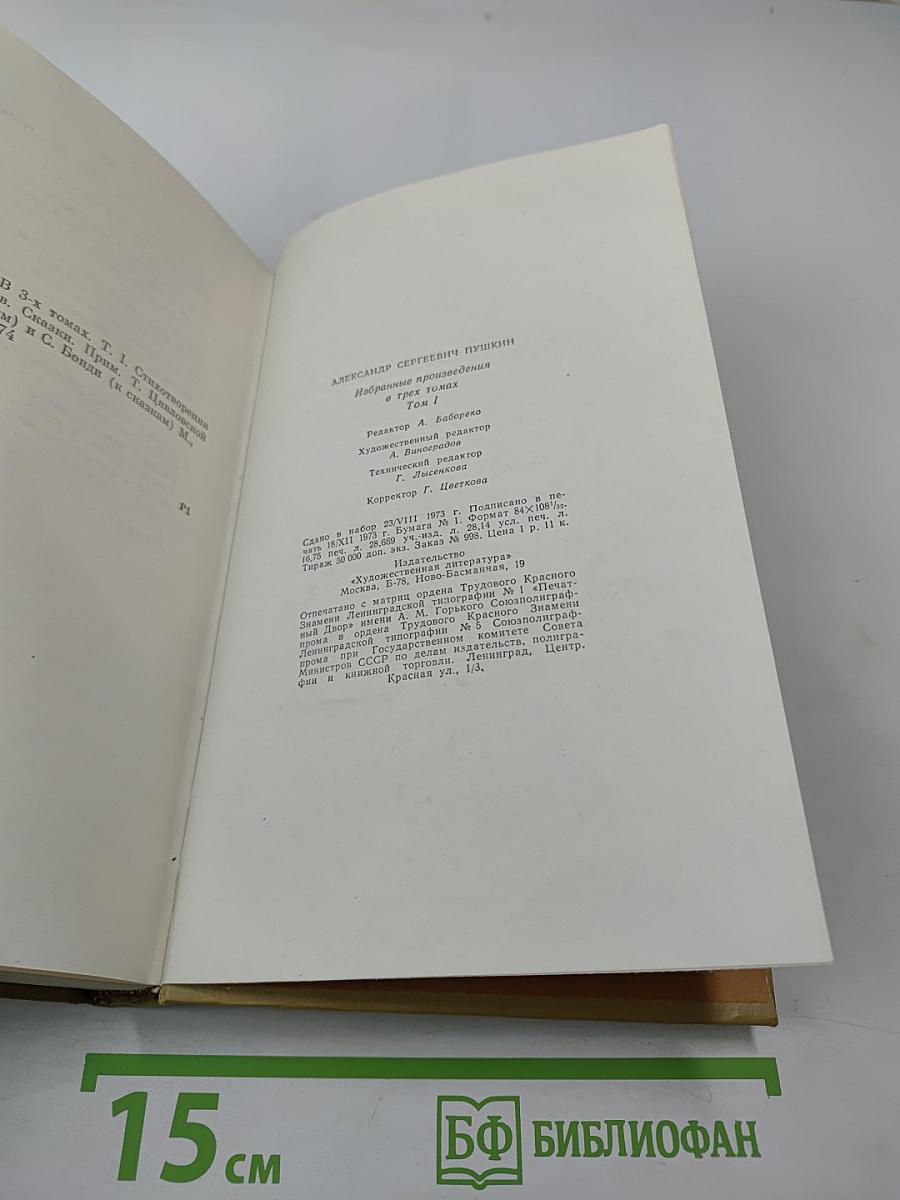 В 3-х томах. Т. I. Стихотворения
в. Сказки. Прим. Т. Цявловской
м) и С. Бонди (к сказкам) М.,
74
Р1
АЛЕКСАНДР СЕРГЕЕВИЧ ПУШКИН
Избранные произведения
в трех томах
Том I
Редактор А. Бабореко
Художественный редактор
А. Виноградов
Технический редактор
Г. Лысенкова
Корректор Г. Цветкова
Сдано в набор 23/VIII 1973 г. Подписано в пе-
чать 18/XII 1973 г. Бумага № 1. Формат 84×108¹/₃₂.
16,75 печ. л. 28,669 уч.-изд. л. 28,14 усл. печ. л.
Тираж 50 000 доп. экз. Заказ № 998. Цена 1 р. 11 к.
Издательство
«Художественная литература»
Москва, Б-78, Ново-Басманная, 19
Отпечатано с матриц ордена Трудового Красного
Знамени Ленинградской типографии № 1 «Печат-
ный Двор» имени А. М. Горького Союзполиграф-
прома в ордена Трудового Красного Знамени
Ленинградской типографии № 5 Союзполиграф-
прома при Государственном комитете Совета
Министров СССР по делам издательств, полигра-
фии и книжной торговли. Ленинград, Центр.
Красная ул., 1/3.
15 см
БФ БИБЛИОФАН